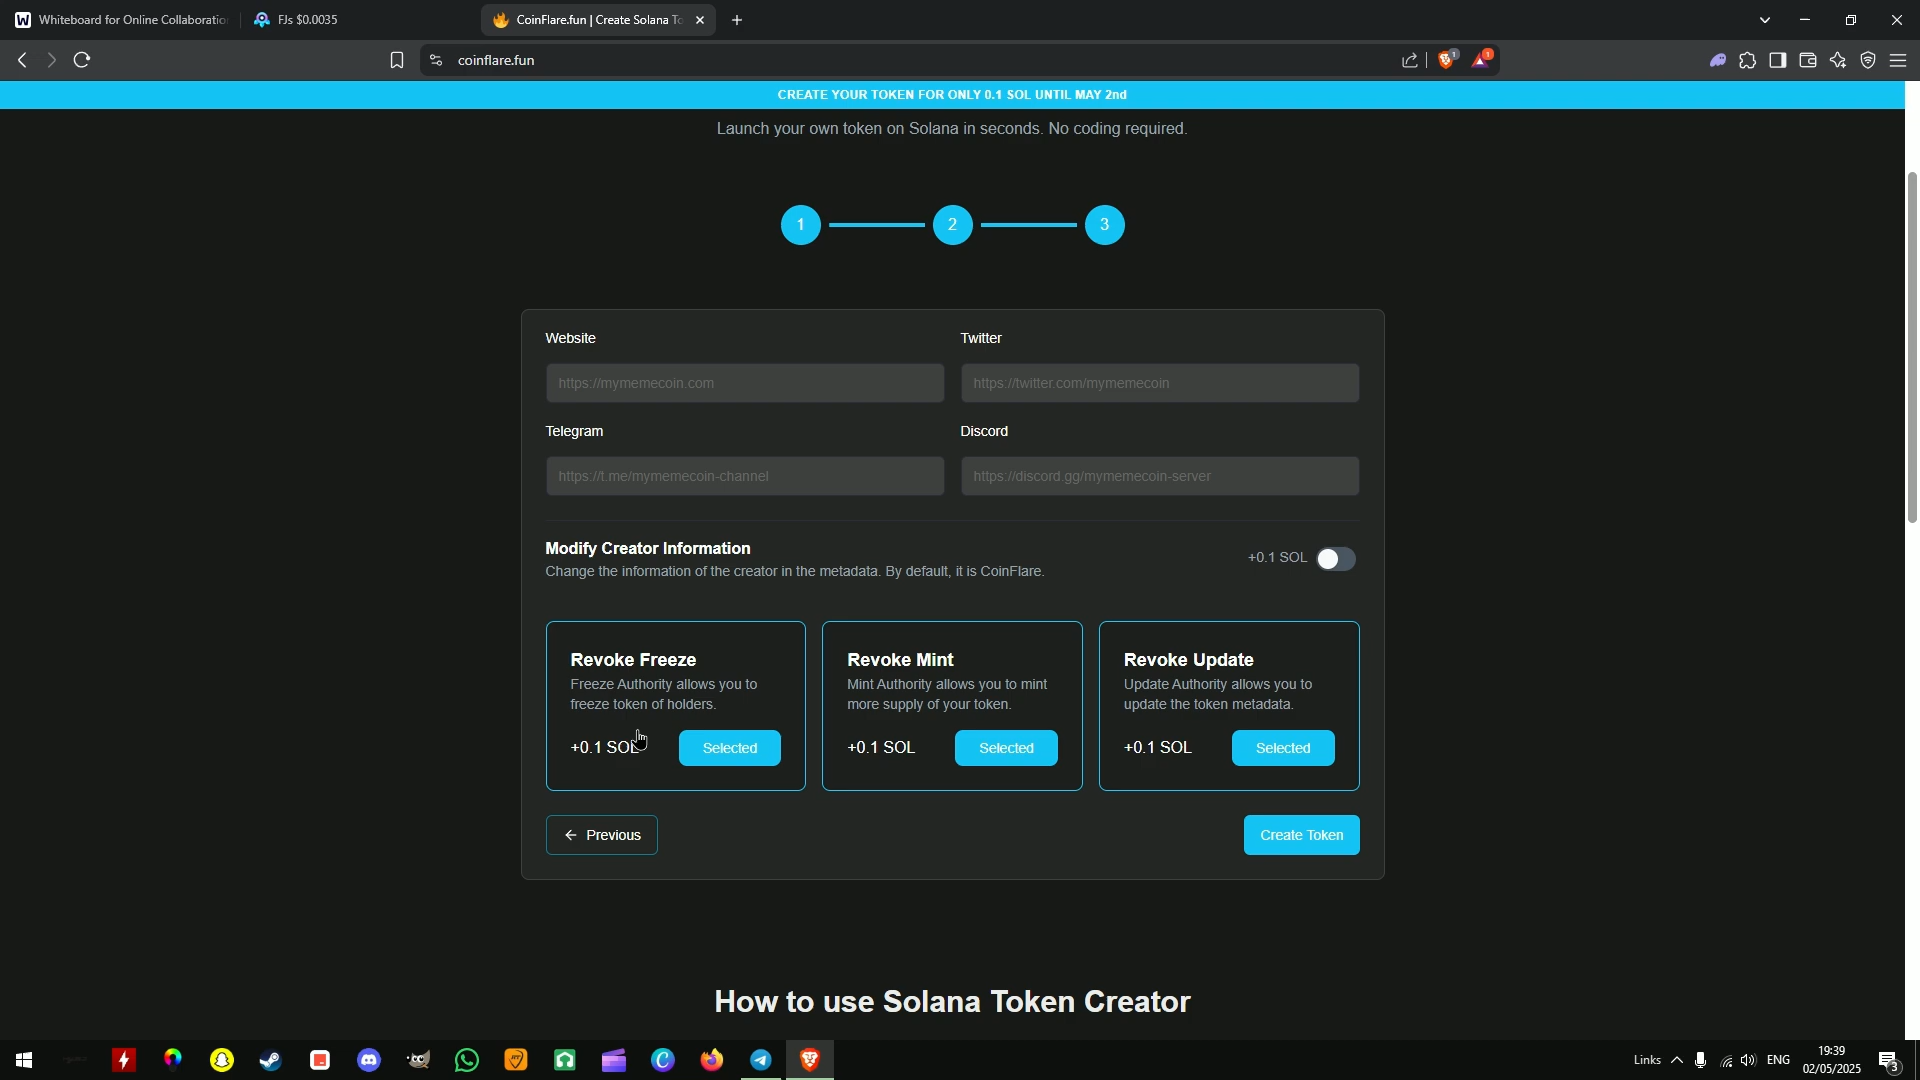 Whiteboard for Online Collaboration
FJs $0.0035
CoinFlare.fun | Create Solana To
coinflare.fun
1
1
CREATE YOUR TOKEN FOR ONLY 0.1 SOL UNTIL MAY 2nd
Launch your own token on Solana in seconds. No coding required.
1
2
3
Website
Twitter
https://mymemecoin.com
https://twitter.com/mymemecoin
Telegram
Discord
https://t.me/mymemecoin-channel
https://discord.gg/mymemecoin-server
Modify Creator Information
+0.1 SOL
Change the information of the creator in the metadata. By default, it is CoinFlare.
Revoke Freeze
Freeze Authority allows you to
freeze token of holders.
+0.1 SOL
Selected
Revoke Mint
Mint Authority allows you to mint
more supply of your token.
+0.1 SOL
Selected
Revoke Update
Update Authority allows you to
update the token metadata.
+0.1 SOL
Selected
← Previous
Create Token
How to use Solana Token Creator
Links
ENG
19:39
02/05/2025
3